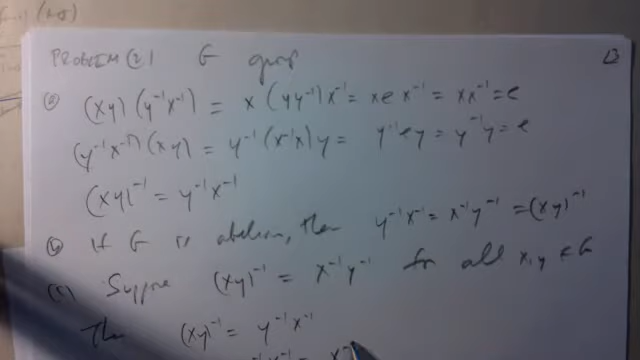 PROBLEM (2) G group 13
(a) (xy)(y⁻¹x⁻¹) = x(yy⁻¹)x⁻¹ = xex⁻¹ = xx⁻¹ = e
(y⁻¹x⁻¹)(xy) = y⁻¹(x⁻¹x)y = y⁻¹ey = y⁻¹y = e
(xy)⁻¹ = y⁻¹x⁻¹
(b) If G is abelian, then y⁻¹x⁻¹ = x⁻¹y⁻¹ = (xy)⁻¹
(c) Suppose (xy)⁻¹ = x⁻¹y⁻¹ for all x, y ∈ G
Then (xy)⁻¹ = y⁻¹x⁻¹